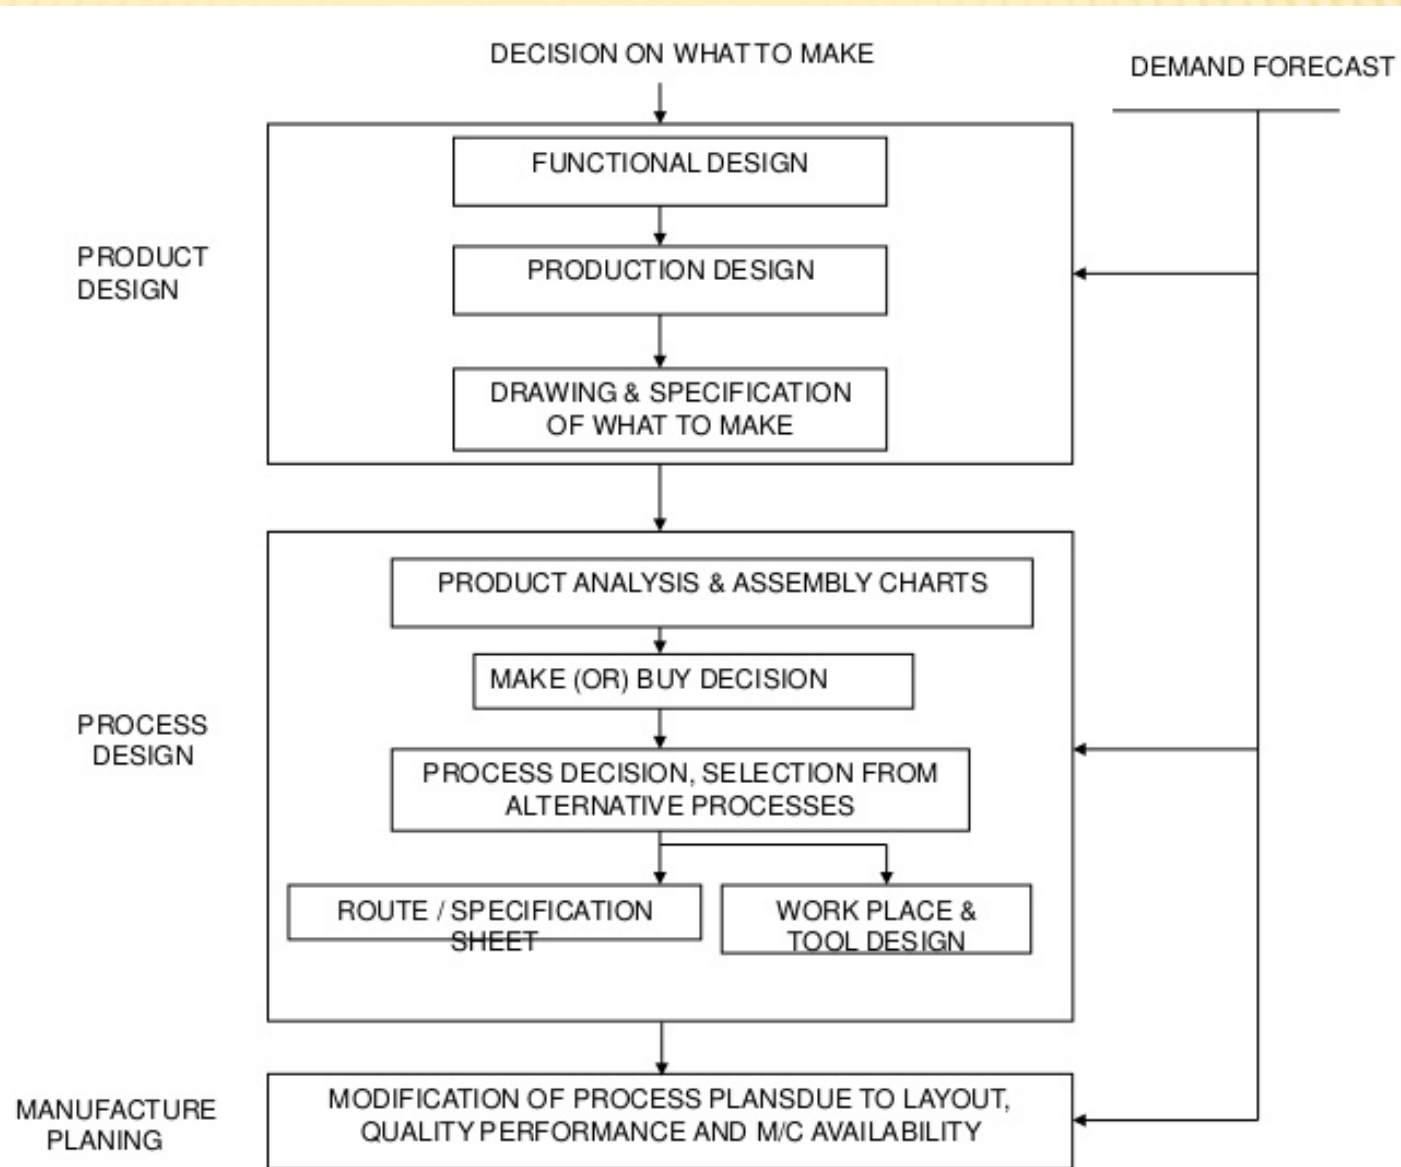 DECISION ON WHAT TO MAKE
DEMAND FORECAST
FUNCTIONAL DESIGN
PRODUCT
DESIGN
PRODUCTION DESIGN
DRAWING & SPECIFICATION
OF WHAT TO MAKE
PRODUCT ANALYSIS & ASSEMBLY CHARTS
MAKE (OR) BUY DECISION
PROCESS
DESIGN
PROCESS DECISION, SELECTION FROM
ALTERNATIVE PROCESSES
ROUTE / SPECIFICATION
SHEET
WORK PLACE &
TOOL DESIGN
MANUFACTURE
PLANING
MODIFICATION OF PROCESS PLANSDUE TO LAYOUT,
QUALITY PERFORMANCE AND M/C AVAILABILITY